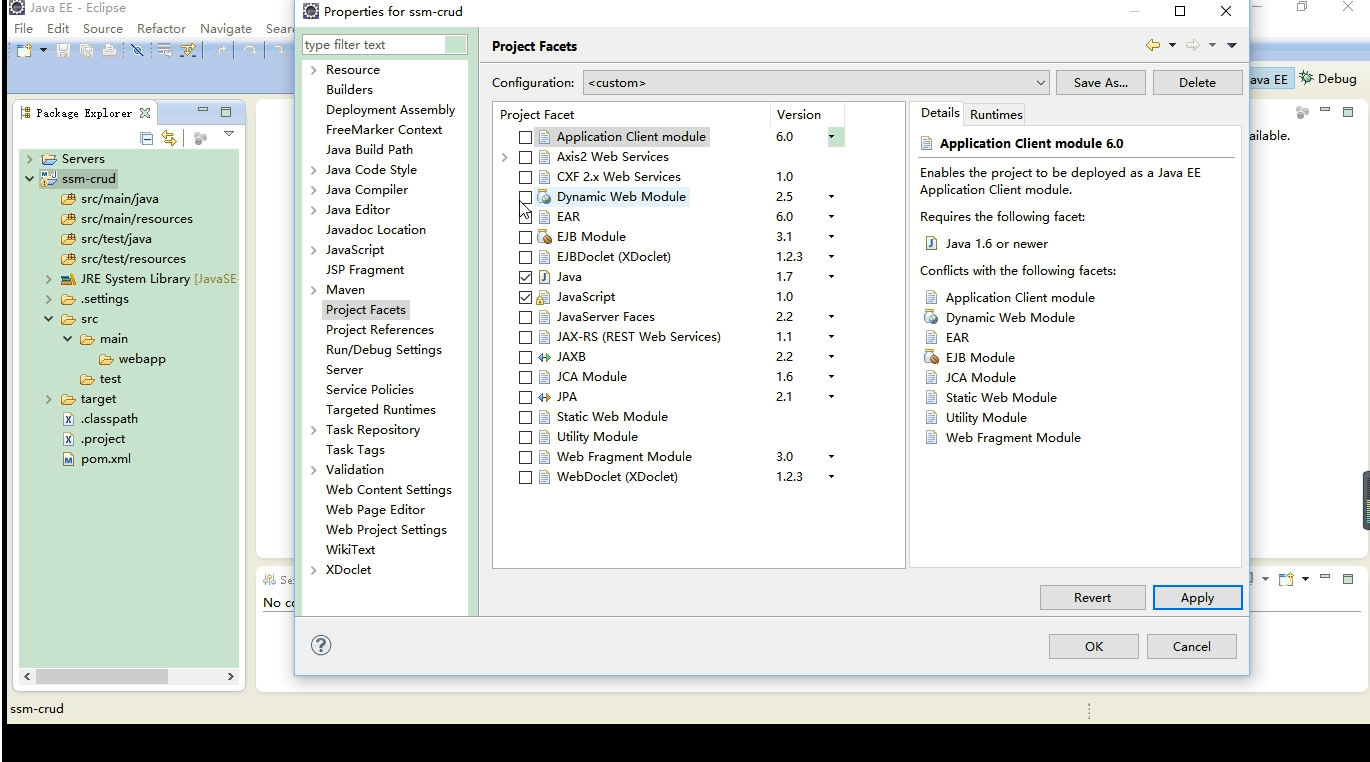 Java EE - Eclipse
File Edit Source Refactor Navigate Sear
Package Explorer
Servers
ssm-crud
src/main/java
src/main/resources
src/test/java
src/test/resources
JRE System Library [JavaSE-
.settings
src
main
webapp
test
target
.classpath
.project
pom.xml
ssm-crud
Properties for ssm-crud
type filter text
Resource
Builders
Deployment Assembly
FreeMarker Context
Java Build Path
Java Code Style
Java Compiler
Java Editor
Javadoc Location
JavaScript
JSP Fragment
Maven
Project Facets
Project References
Run/Debug Settings
Server
Service Policies
Targeted Runtimes
Task Repository
Task Tags
Validation
Web Content Settings
Web Page Editor
Web Project Settings
WikiText
XDoclet
Project Facets
Configuration: <custom> Save As... Delete
Project Facet Version
Application Client module 6.0
Axis2 Web Services
CXF 2.x Web Services 1.0
Dynamic Web Module 2.5
EAR 6.0
EJB Module 3.1
EJBDoclet (XDoclet) 1.2.3
Java 1.7
JavaScript 1.0
JavaServer Faces 2.2
JAX-RS (REST Web Services) 1.1
JAXB 2.2
JCA Module 1.6
JPA 2.1
Static Web Module
Utility Module
Web Fragment Module 3.0
WebDoclet (XDoclet) 1.2.3
Details Runtimes
Application Client module 6.0
Enables the project to be deployed as a Java EE
Application Client module.
Requires the following facet:
Java 1.6 or newer
Conflicts with the following facets:
Application Client module
Dynamic Web Module
EAR
EJB Module
JCA Module
Static Web Module
Utility Module
Web Fragment Module
Revert Apply
OK Cancel
ava EE Debug
ailable.
Se
No co